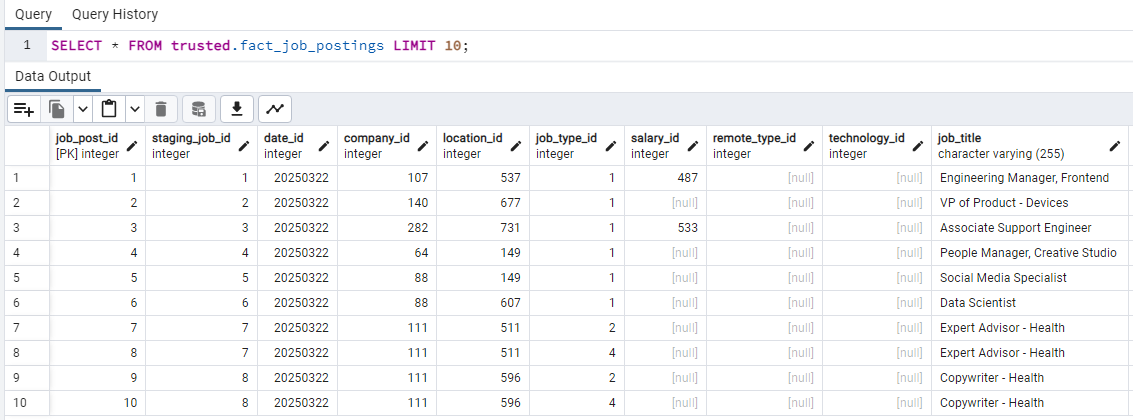 Query Query History
1 SELECT * FROM trusted.fact_job_postings LIMIT 10;
Data Output
job_post_id staging_job_id date_id company_id location_id job_type_id salary_id remote_type_id technology_id job_title
[PK] integer integer integer integer integer integer integer integer integer character varying (255)
1 1 1 20250322 107 537 1 487 [null] [null] Engineering Manager, Frontend
2 2 2 20250322 140 677 1 [null] [null] [null] VP of Product - Devices
3 3 3 20250322 282 731 1 533 [null] [null] Associate Support Engineer
4 4 4 20250322 64 149 1 [null] [null] [null] People Manager, Creative Studio
5 5 5 20250322 88 149 1 [null] [null] [null] Social Media Specialist
6 6 6 20250322 88 607 1 [null] [null] [null] Data Scientist
7 7 7 20250322 111 511 2 [null] [null] [null] Expert Advisor - Health
8 8 7 20250322 111 511 4 [null] [null] [null] Expert Advisor - Health
9 9 8 20250322 111 596 2 [null] [null] [null] Copywriter - Health
10 10 8 20250322 111 596 4 [null] [null] [null] Copywriter - Health